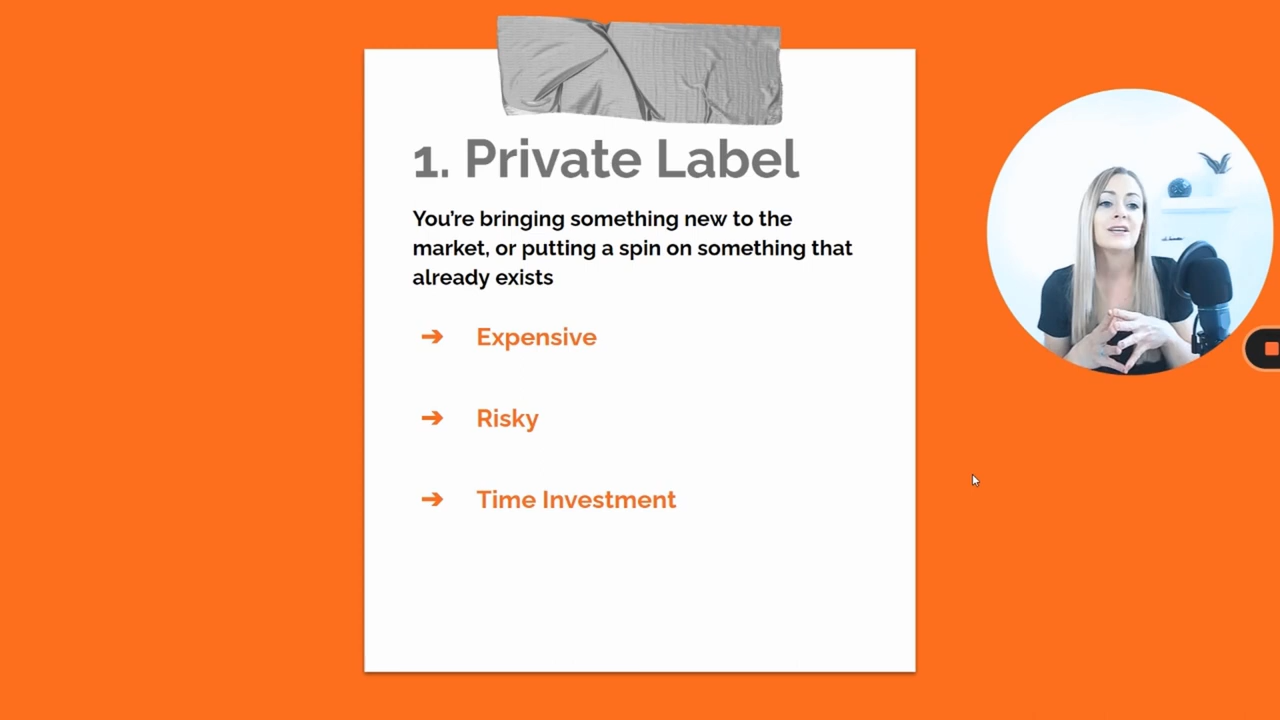 1. Private Label
You’re bringing something new to the
market, or putting a spin on something that
already exists
➔ Expensive
➔ Risky
➔ Time Investment